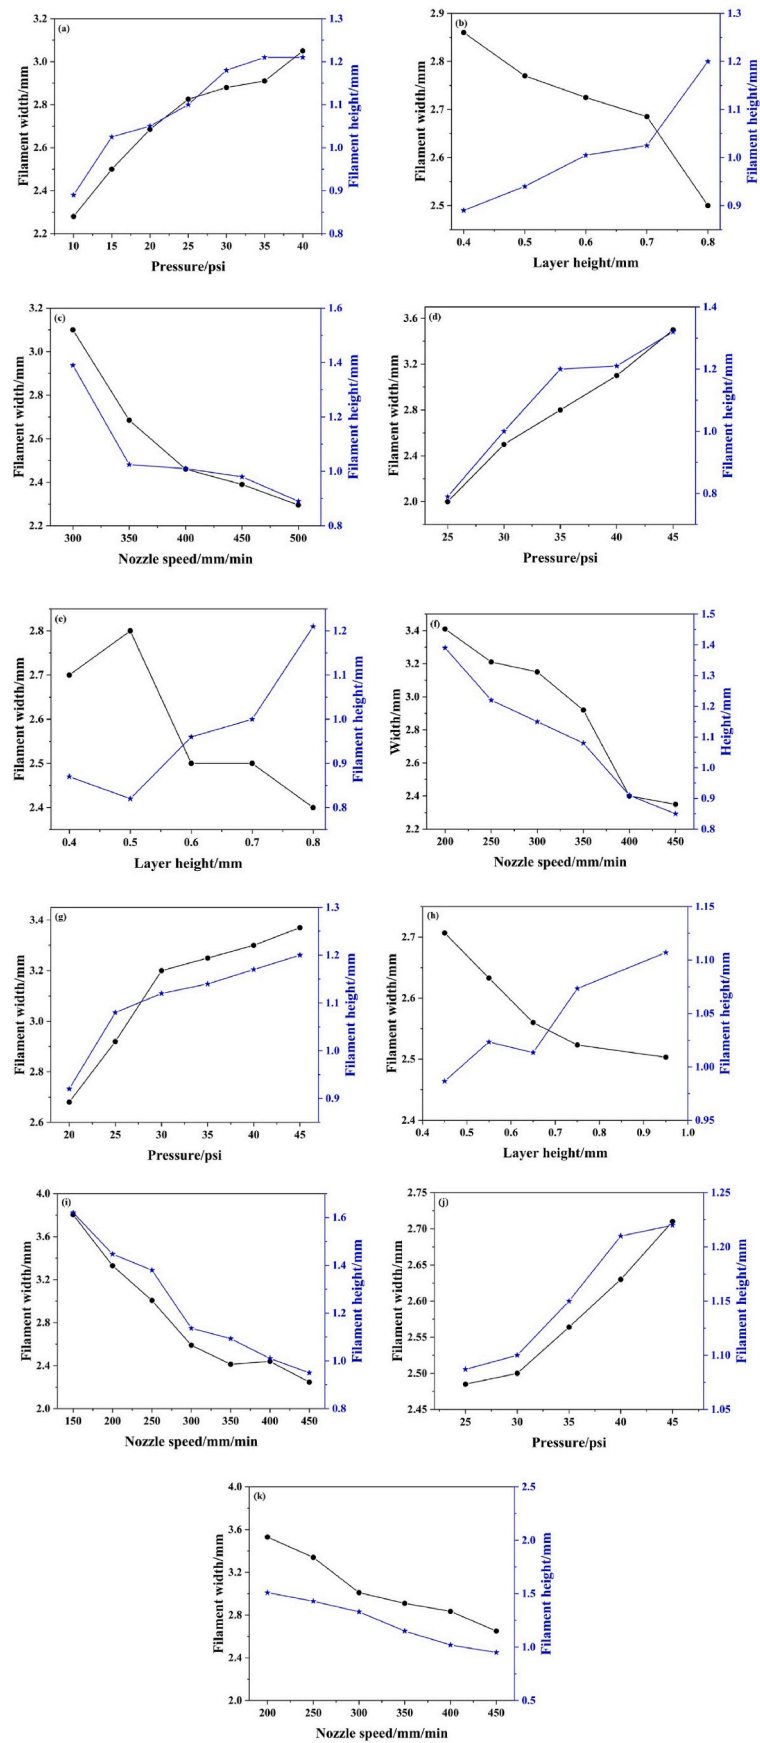 (a)
Filament width/mm
3.2
3.0
2.8
2.6
2.4
2.2
10 15 20 25 30 35 40
Pressure/psi
1.3
1.2
1.1
1.0
0.9
0.8
Filament height/mm
(b)
Filament width/mm
2.9
2.8
2.7
2.6
2.5
0.4 0.5 0.6 0.7 0.8
Layer height/mm
1.3
1.2
1.1
1.0
0.9
Filament height/mm
(c)
Filament width/mm
3.2
3.0
2.8
2.6
2.4
2.2
300 350 400 450 500
Nozzle speed/mm/min
1.6
1.4
1.2
1.0
0.8
Filament height/mm
(d)
Filament width/mm
3.6
3.2
2.8
2.4
2.0
25 30 35 40 45
Pressure/psi
1.4
1.2
1.0
0.8
Filament height/mm
(e)
Filament width/mm
2.8
2.7
2.6
2.5
2.4
0.4 0.5 0.6 0.7 0.8
Layer height/mm
1.2
1.1
1.0
0.9
0.8
Filament height/mm
(f)
Width/mm
3.4
3.2
3.0
2.8
2.6
2.4
2.2
200 250 300 350 400 450
Nozzle speed/mm/min
1.5
1.4
1.3
1.2
1.1
1.0
0.9
0.8
Height/mm
(g)
Filament width/mm
3.4
3.2
3.0
2.8
2.6
20 25 30 35 40 45
Pressure/psi
1.3
1.2
1.1
1.0
0.9
Filament height/mm
(h)
Filament width/mm
2.7
2.6
2.5
2.4
0.4 0.5 0.6 0.7 0.8 0.9 1.0
Layer height/mm
1.15
1.10
1.05
1.00
0.95
Filament height/mm
(i)
Filament width/mm
4.0
3.6
3.2
2.8
2.4
2.0
150 200 250 300 350 400 450
Nozzle speed/mm/min
1.6
1.4
1.2
1.0
0.8
Filament height/mm
(j)
Filament width/mm
2.75
2.70
2.65
2.60
2.55
2.50
2.45
25 30 35 40 45
Pressure/psi
1.25
1.20
1.15
1.10
1.05
Filament height/mm
(k)
Filament width/mm
4.0
3.6
3.2
2.8
2.4
2.0
200 250 300 350 400 450
Nozzle speed/mm/min
2.5
2.0
1.5
1.0
0.5
Filament height/mm